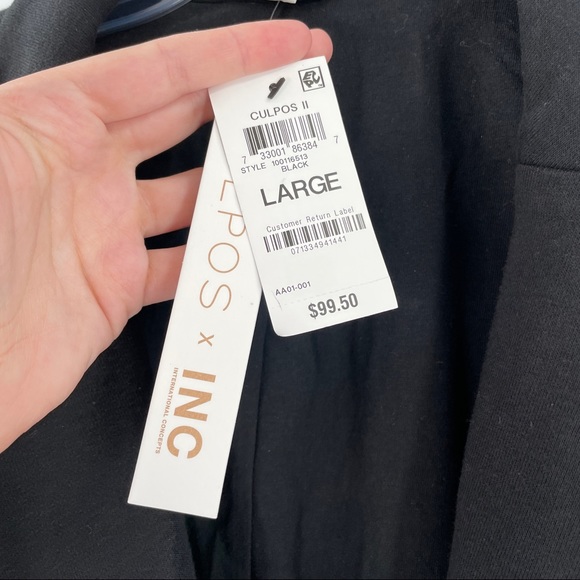 CULPOS II
7 33001 86384 7
STYLE 100116513
BLACK
LARGE
Customer Return Label
071334941441
AA01-001
$99.50
LPOS x INC
INTERNATIONAL CONCEPTS